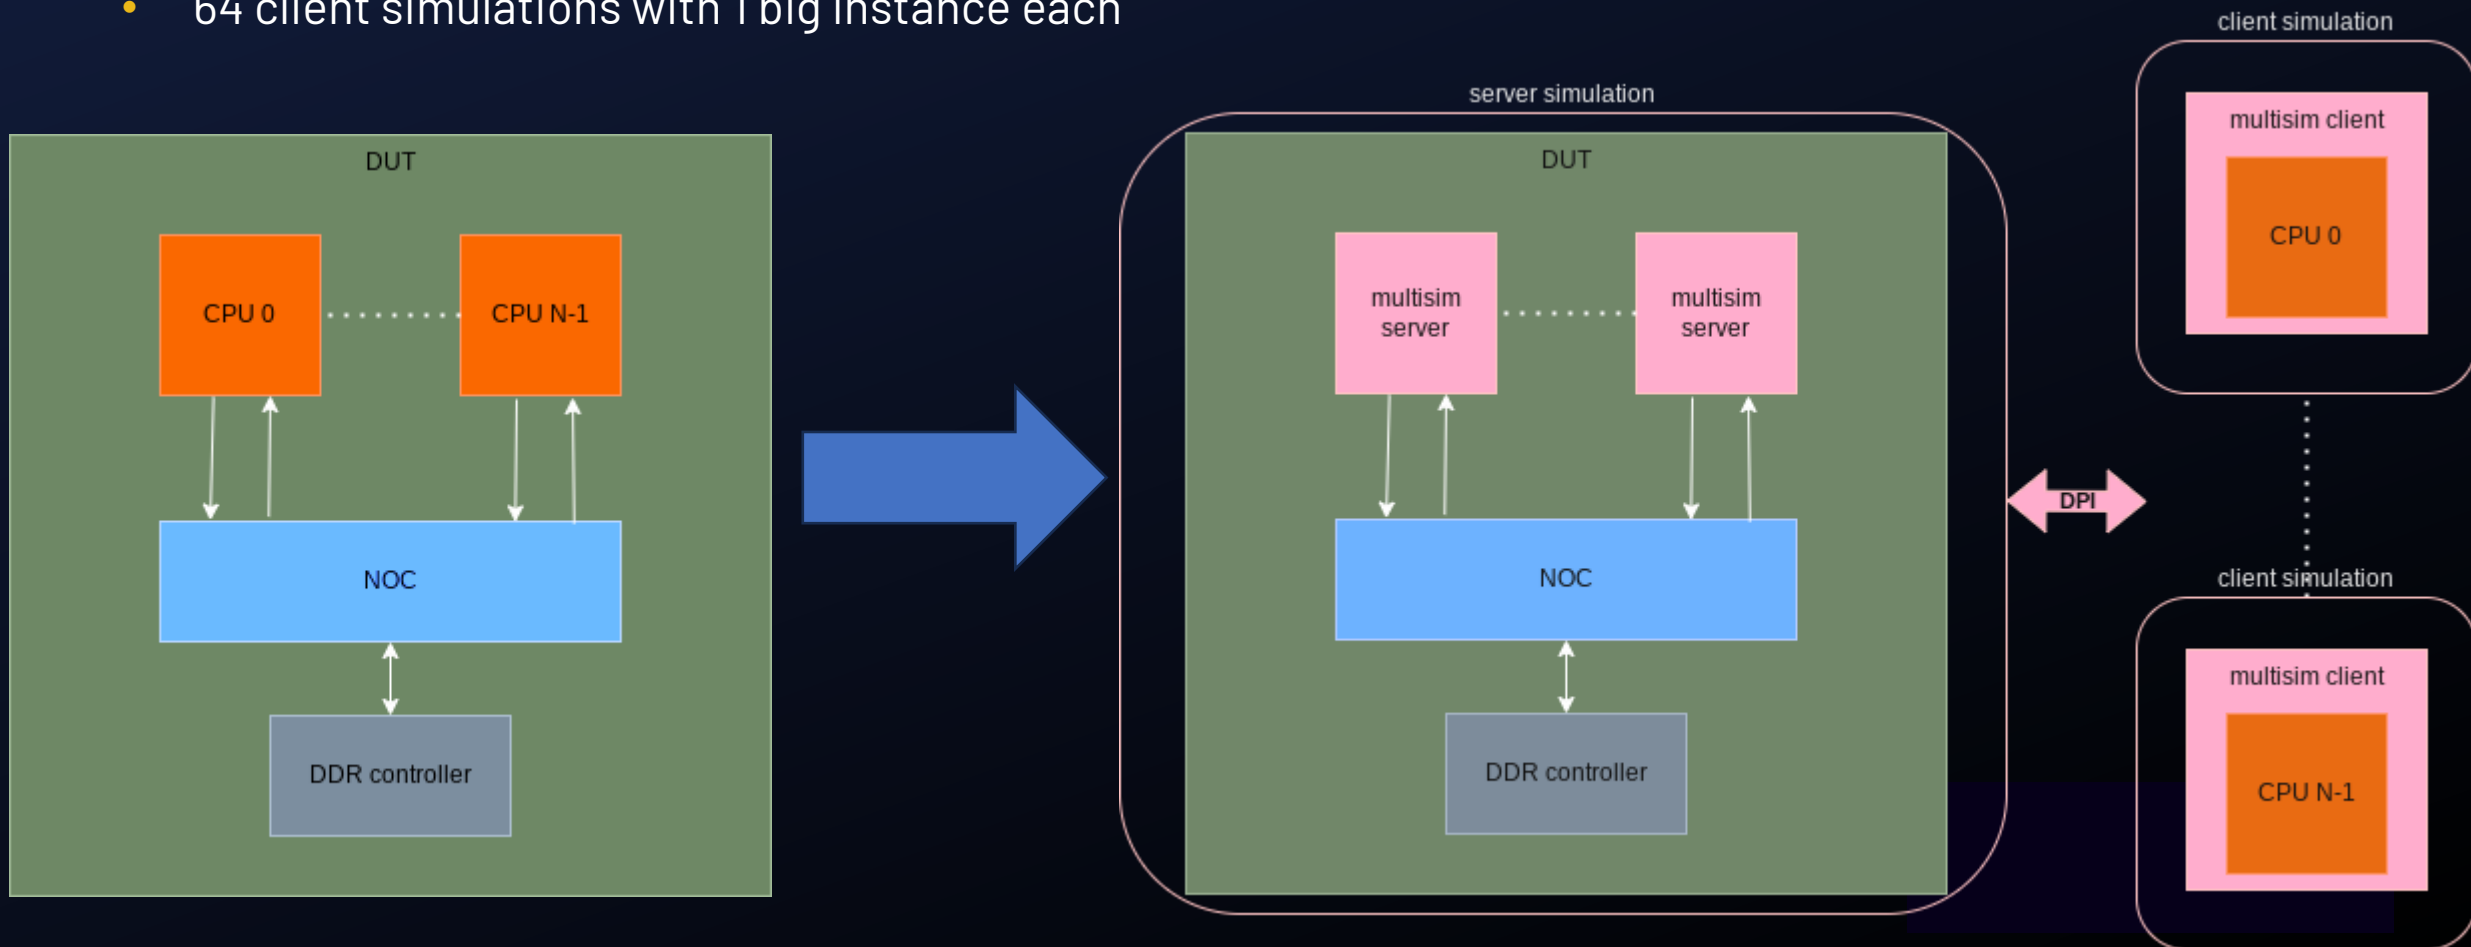 64 client simulations with 1 big instance each
DUT
CPU 0
CPU N-1
NOC
DDR controller
server simulation
DUT
multisim
server
multisim
server
NOC
DDR controller
DPI
client simulation
multisim client
CPU 0
client simulation
multisim client
CPU N-1